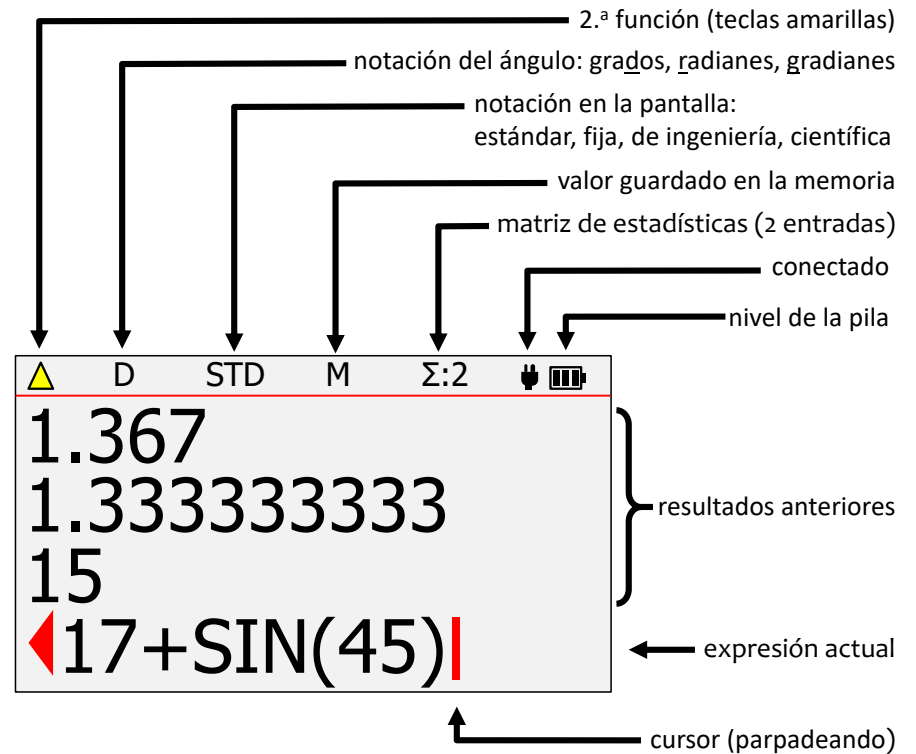 2.ª función (teclas amarillas)
notación del ángulo: grados, radianes, gradianes
notación en la pantalla:
estándar, fija, de ingeniería, científica
valor guardado en la memoria
matriz de estadísticas (2 entradas)
conectado
nivel de la pila
D STD M Σ:2
1.367
1.333333333
15
17+SIN(45)
resultados anteriores
expresión actual
cursor (parpadeando)